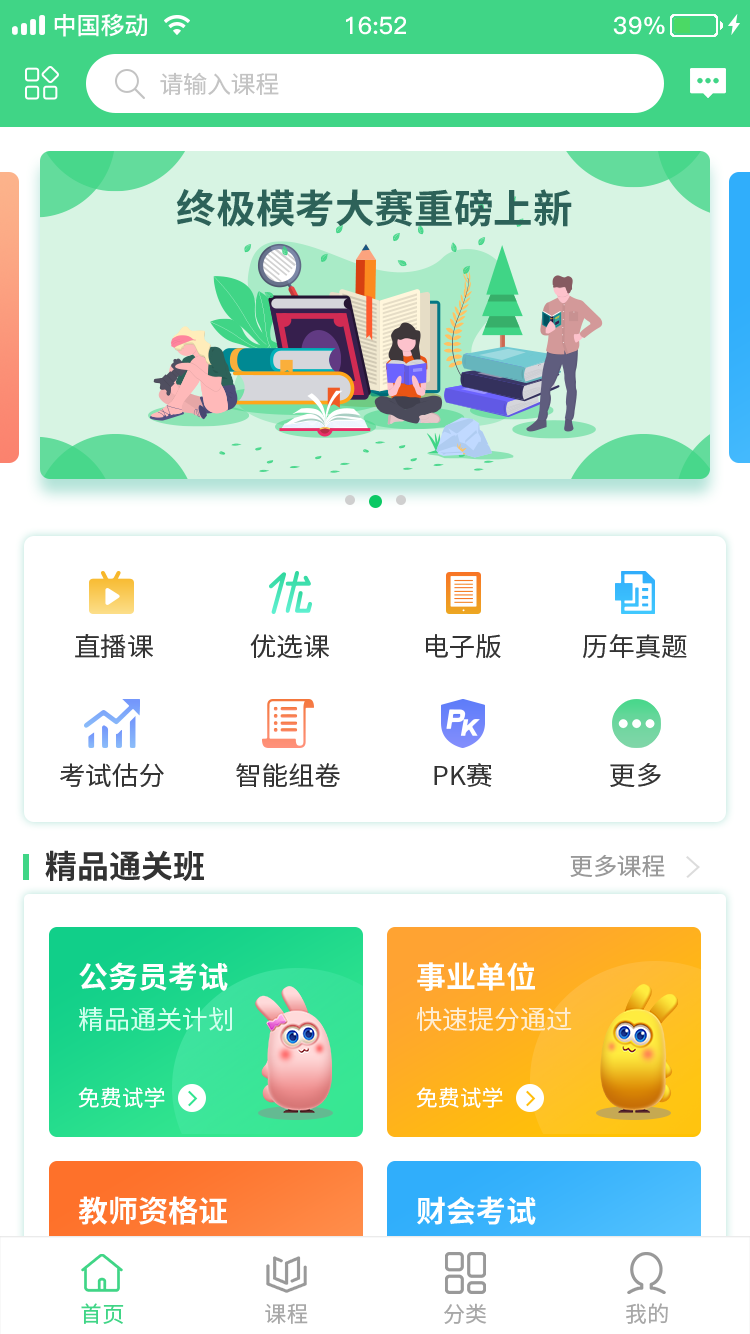 中国移动 16:52 39%
请输入课程
终极模考大赛重磅上新
直播课 优选课 电子版 历年真题
考试估分 智能组卷 PK赛 更多
精品通关班 更多课程
公务员考试 事业单位
精品通关计划 快速提分通过
免费试学 免费试学
教师资格证 财会考试
首页 课程 分类 我的